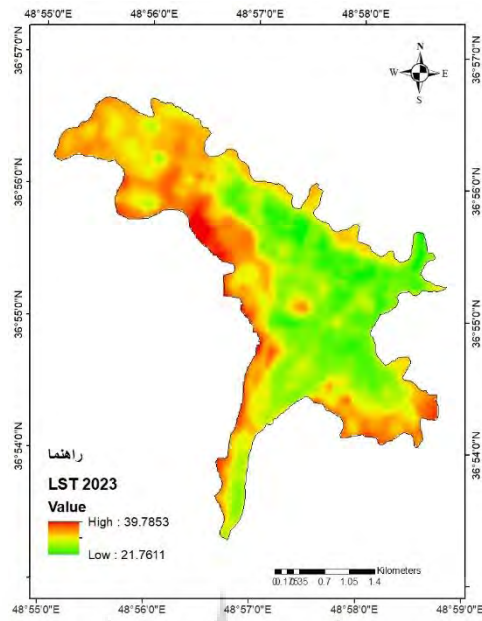 48°55'0"E 48°56'0"E 48°57'0"E 48°58'0"E
36°57'0"N 36°57'0"N
N
W E
S
36°56'0"N 36°56'0"N
36°55'0"N 36°55'0"N
36°54'0"N 36°54'0"N
راهنما
LST 2023
Value
High : 39.7853
Low : 21.7611
Kilometers
0.7 1.05 1.4
48°55'0"E 48°56'0"E 48°57'0"E 48°58'0"E 48°59'0"E